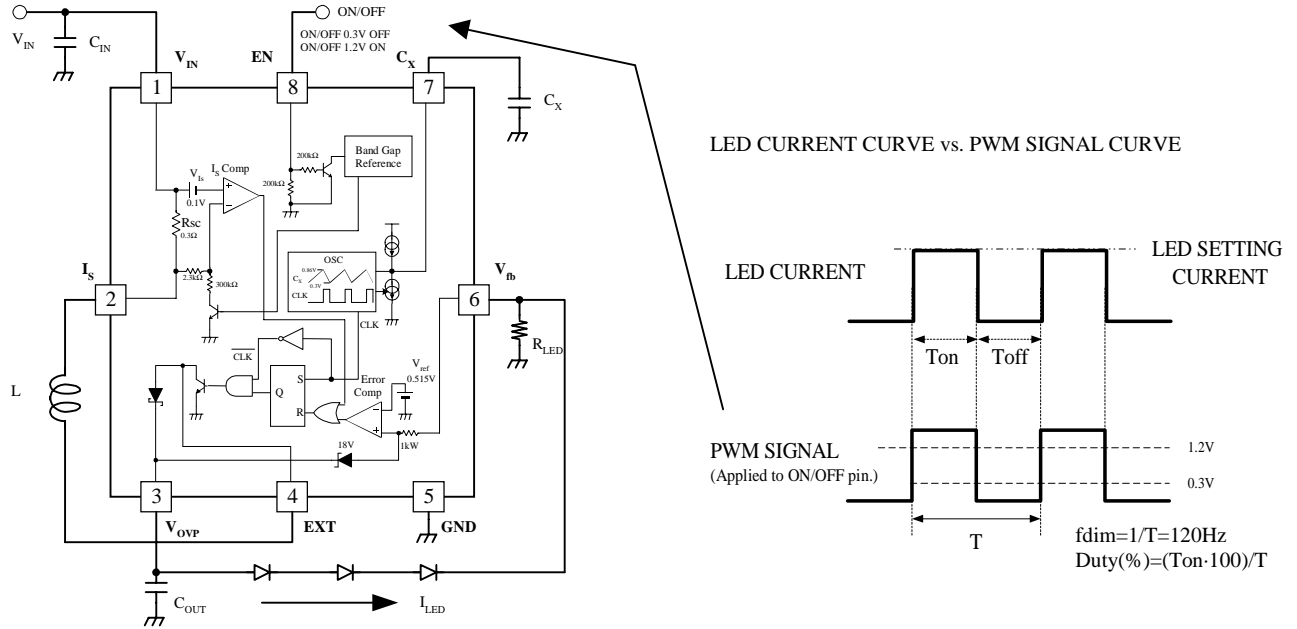 ON/OFF
V_IN
C_IN
ON/OFF 0.3V OFF
ON/OFF 1.2V ON
V_IN
EN
C_X
1
8
7
C_X
LED CURRENT CURVE vs. PWM SIGNAL CURVE
Band Gap
Reference
200kΩ
200kΩ
V_Is
0.1V
I_S Comp
Rsc
0.3Ω
I_S
2
2.3kΩ
300kΩ
OSC
C_X
0.86V
0.3V
CLK
V_fb
6
R_LED
CLK
CLK
L
S
Q
R
Error
Comp
V_ref
0.515V
18V
1kW
3
4
5
V_OVP
EXT
GND
C_OUT
I_LED
LED CURRENT
LED SETTING
CURRENT
Ton
Toff
PWM SIGNAL
(Applied to ON/OFF pin.)
1.2V
0.3V
T
fdim=1/T=120Hz
Duty(%)=(Ton·100)/T